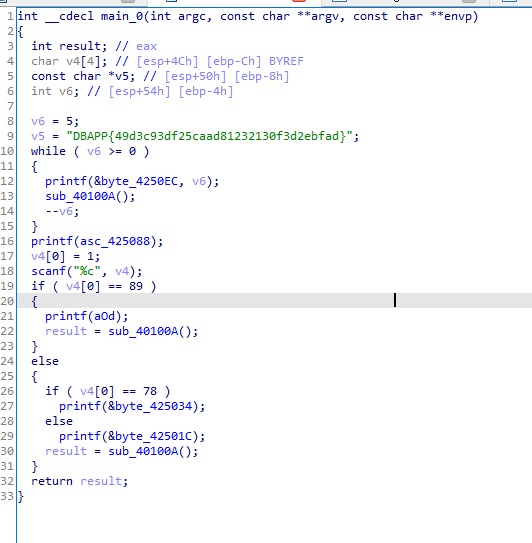 1 int __cdecl main_0(int argc, const char **argv, const char **envp)
2 {
3   int result; // eax
4   char v4[4]; // [esp+4Ch] [ebp-Ch] BYREF
5   const char *v5; // [esp+50h] [ebp-8h]
6   int v6; // [esp+54h] [ebp-4h]
7
8   v6 = 5;
9   v5 = "DBAPP{49d3c93df25caad81232130f3d2ebfad}";
10   while ( v6 >= 0 )
11   {
12     printf(&byte_4250EC, v6);
13     sub_40100A();
14     --v6;
15   }
16   printf(asc_425088);
17   v4[0] = 1;
18   scanf("%c", v4);
19   if ( v4[0] == 89 )
20   {
21     printf(aOd);
22     result = sub_40100A();
23   }
24   else
25   {
26     if ( v4[0] == 78 )
27       printf(&byte_425034);
28     else
29       printf(&byte_42501C);
30     result = sub_40100A();
31   }
32   return result;
33 }